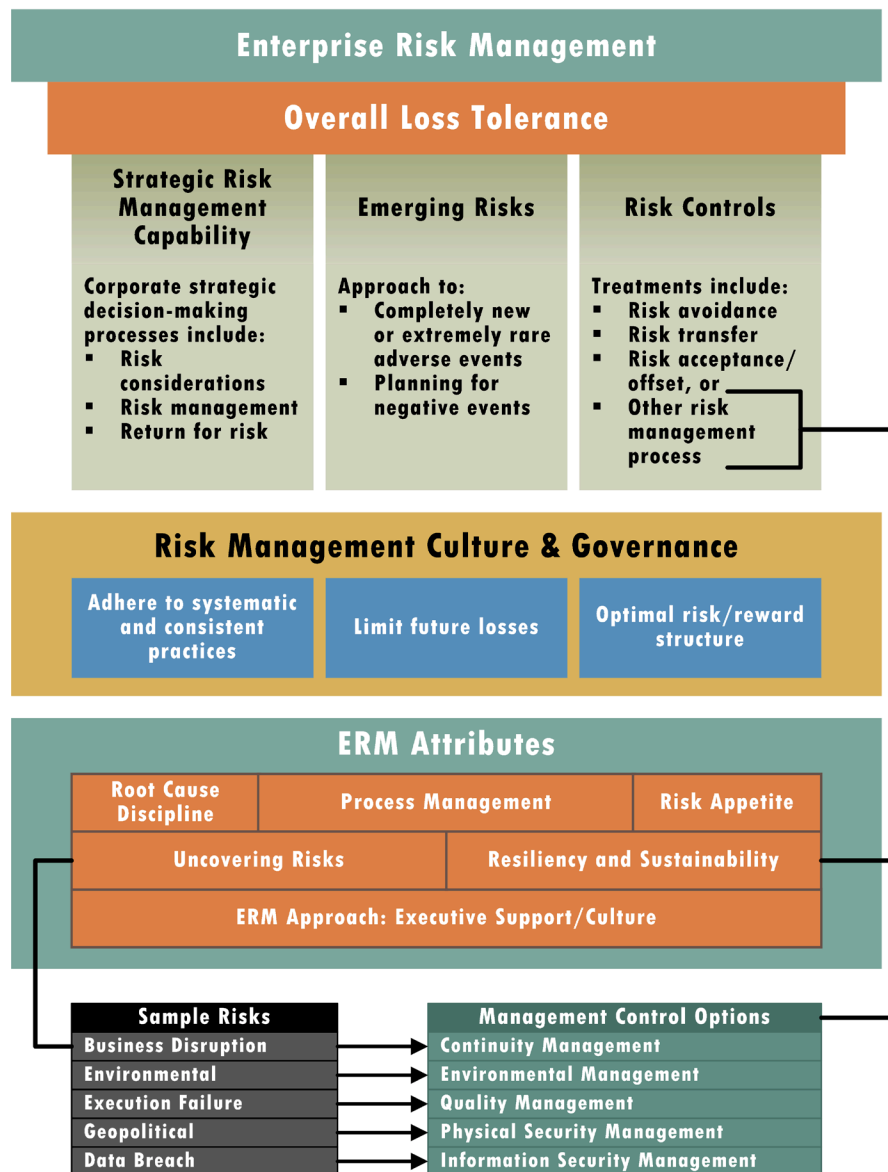 Enterprise Risk Management
Overall Loss Tolerance
Strategic Risk
Management
Capability
Corporate strategic
decision-making
processes include:
▪ Risk
considerations
▪ Risk management
▪ Return for risk
Emerging Risks
Approach to:
▪ Completely new
or extremely rare
adverse events
▪ Planning for
negative events
Risk Controls
Treatments include:
▪ Risk avoidance
▪ Risk transfer
▪ Risk acceptance/
offset, or
▪ Other risk
management
process
Risk Management Culture & Governance
Adhere to systematic
and consistent
practices
Limit future losses
Optimal risk/reward
structure
ERM Attributes
Root Cause
Discipline
Process Management
Risk Appetite
Uncovering Risks
Resiliency and Sustainability
ERM Approach: Executive Support/Culture
Sample Risks
Business Disruption
Environmental
Execution Failure
Geopolitical
Data Breach
Management Control Options
Continuity Management
Environmental Management
Quality Management
Physical Security Management
Information Security Management